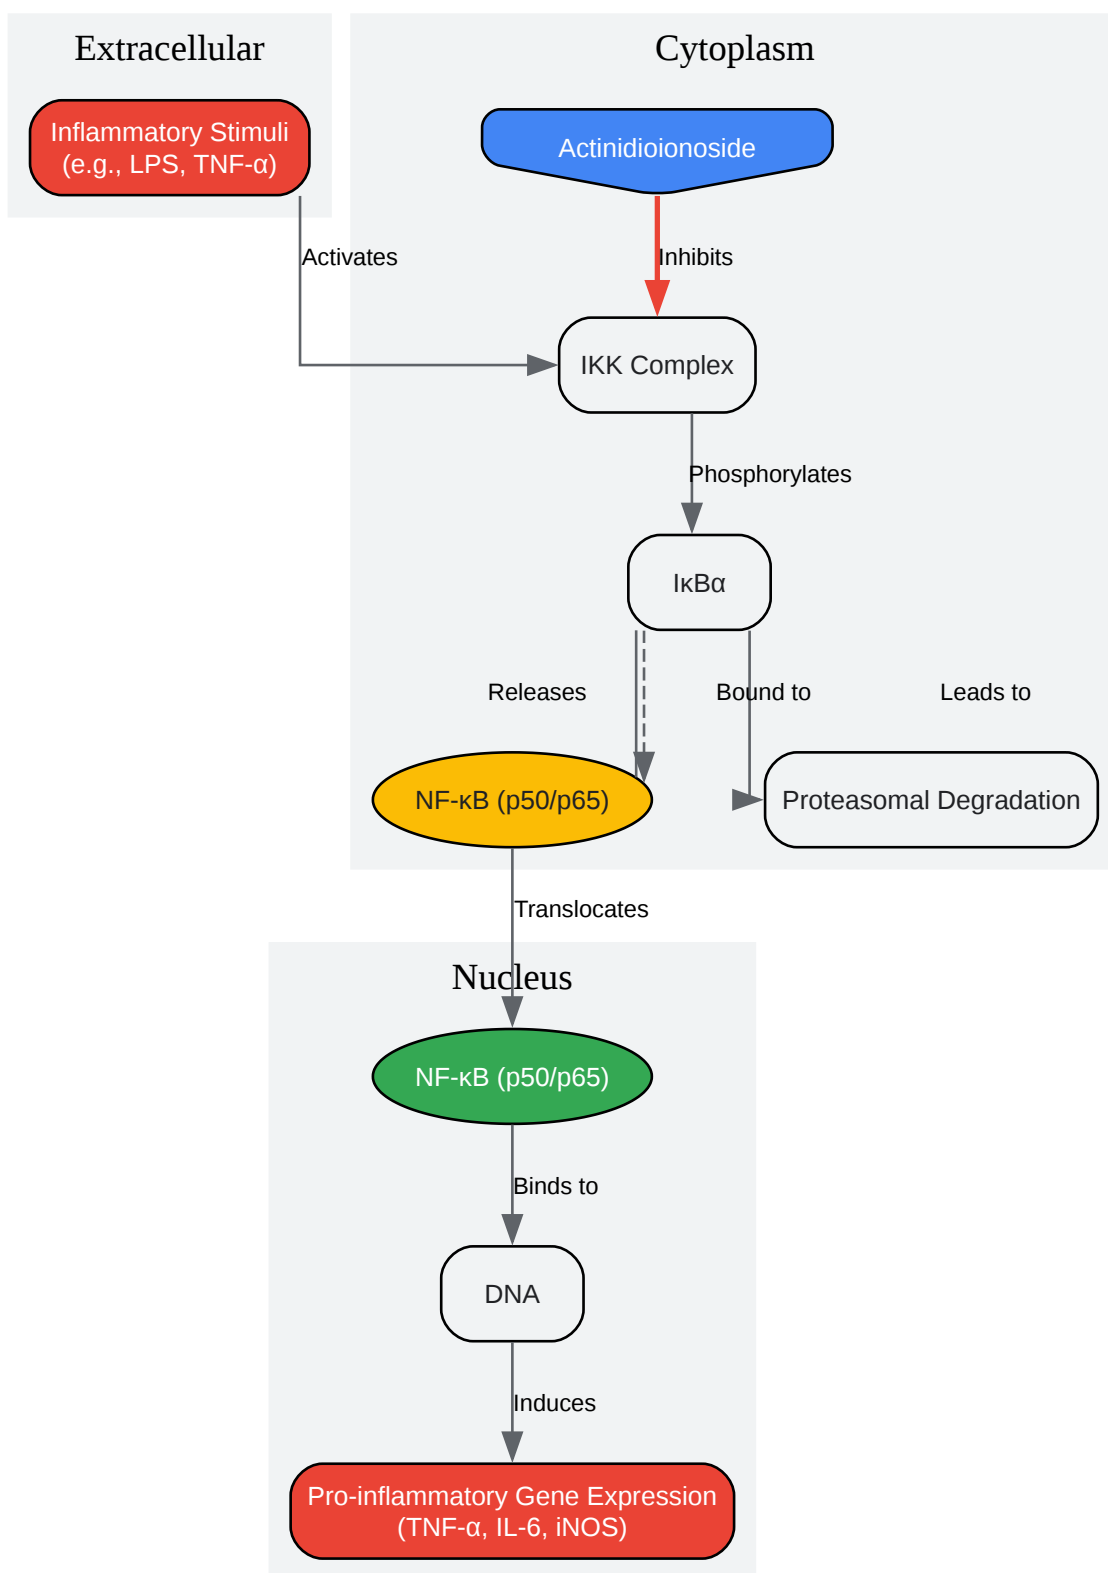 Extracellular
Cytoplasm
Inflammatory Stimuli
(e.g., LPS, TNF-α)
Actinidioionoside
Activates
Inhibits
IKK Complex
Phosphorylates
IκBα
Releases
Bound to
Leads to
NF-κB (p50/p65)
Proteasomal Degradation
Translocates
Nucleus
NF-κB (p50/p65)
Binds to
DNA
Induces
Pro-inflammatory Gene Expression
(TNF-α, IL-6, iNOS)